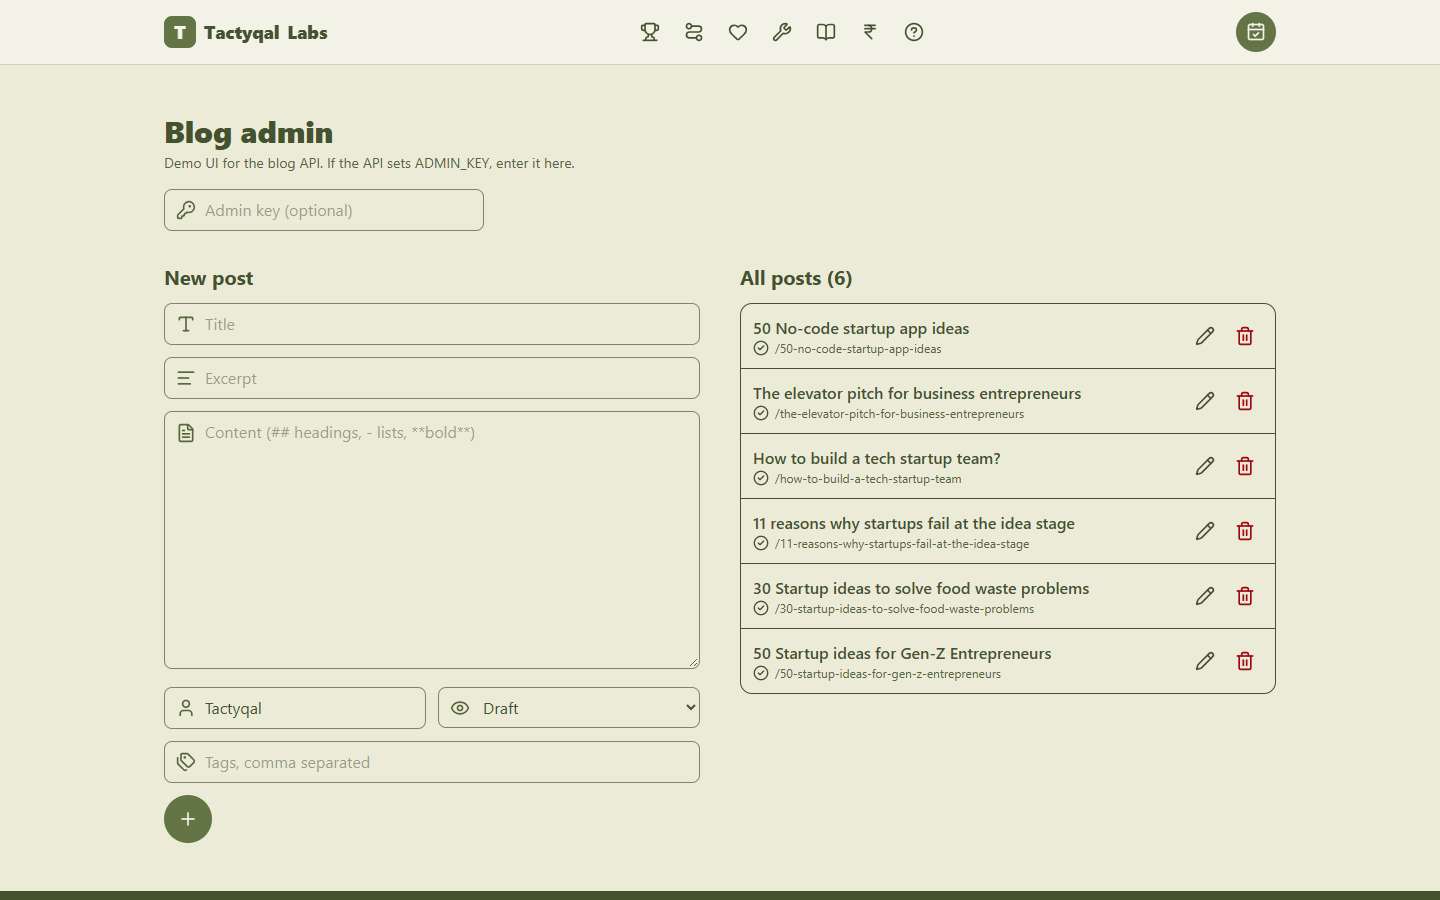 T Tactyqal Labs
₹
Blog admin
Demo UI for the blog API. If the API sets ADMIN_KEY, enter it here.
Admin key (optional)
New post
Title
Excerpt
Content (## headings, - lists, **bold**)
Tactyqal
Draft
Tags, comma separated
All posts (6)
50 No-code startup app ideas
/50-no-code-startup-app-ideas
The elevator pitch for business entrepreneurs
/the-elevator-pitch-for-business-entrepreneurs
How to build a tech startup team?
/how-to-build-a-tech-startup-team
11 reasons why startups fail at the idea stage
/11-reasons-why-startups-fail-at-the-idea-stage
30 Startup ideas to solve food waste problems
/30-startup-ideas-to-solve-food-waste-problems
50 Startup ideas for Gen-Z Entrepreneurs
/50-startup-ideas-for-gen-z-entrepreneurs